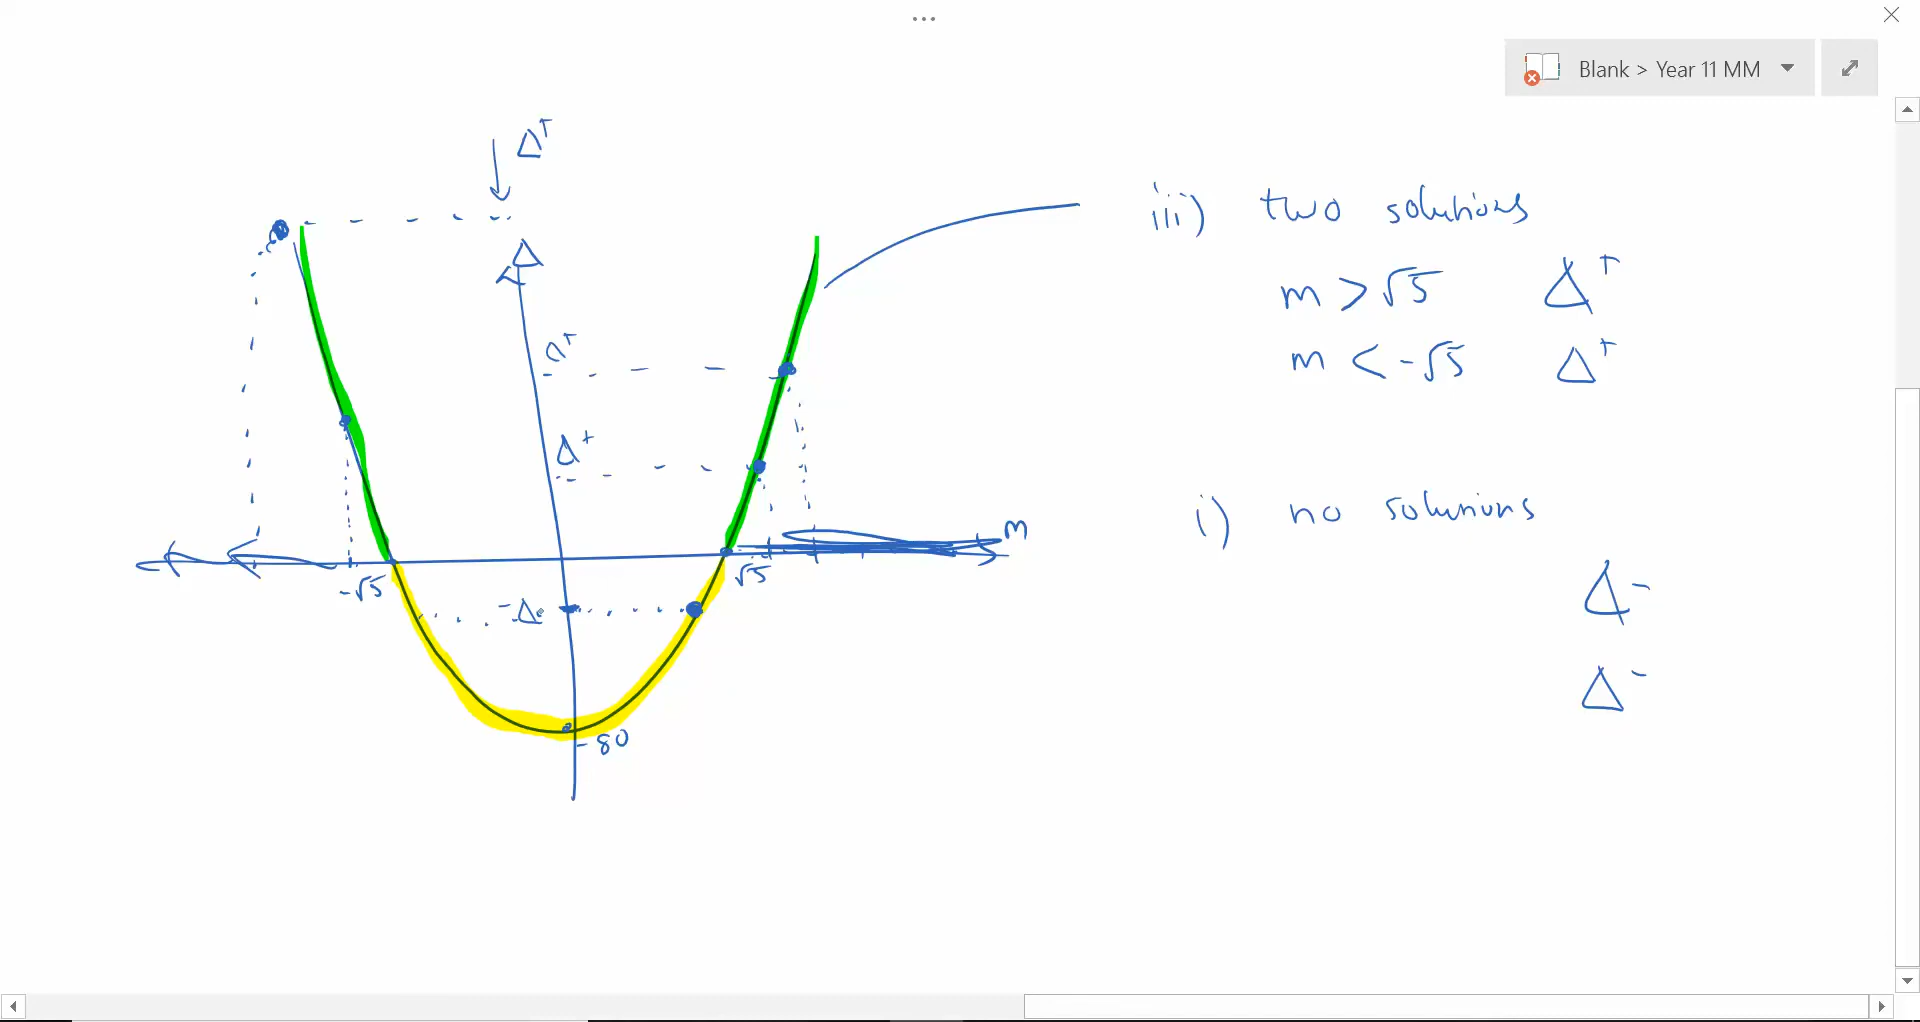 Blank > Year 11 MM
Δ⁺
Δ
Δ⁺
Δ⁺
m
-√5
√5
-Δ
-80
iii) two solutions
m > √5 Δ⁺
m < -√5 Δ⁺
i) no solutions
Δ⁻
Δ⁻